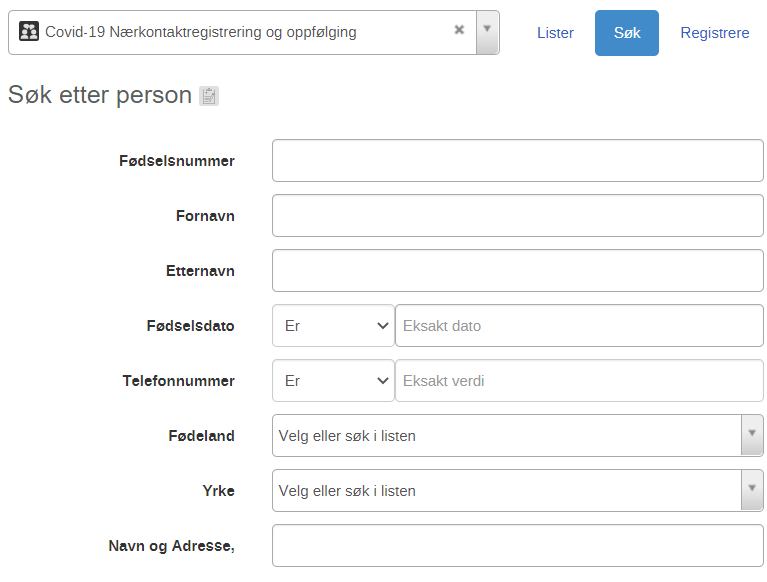 Covid-19 Nærkontaktregistrering og oppfølging
Lister
Søk
Registrere
Søk etter person
Fødselsnummer
Fornavn
Etternavn
Fødselsdato Er Eksakt dato
Telefonnummer Er Eksakt verdi
Fødeland Velg eller søk i listen
Yrke Velg eller søk i listen
Navn og Adresse,